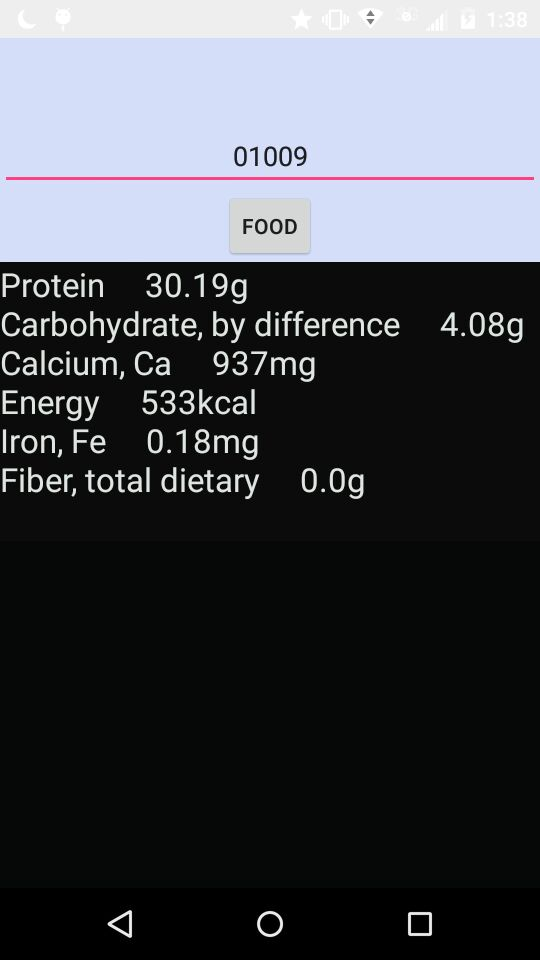 1:38
01009
FOOD
Protein 30.19g
Carbohydrate, by difference 4.08g
Calcium, Ca 937mg
Energy 533kcal
Iron, Fe 0.18mg
Fiber, total dietary 0.0g